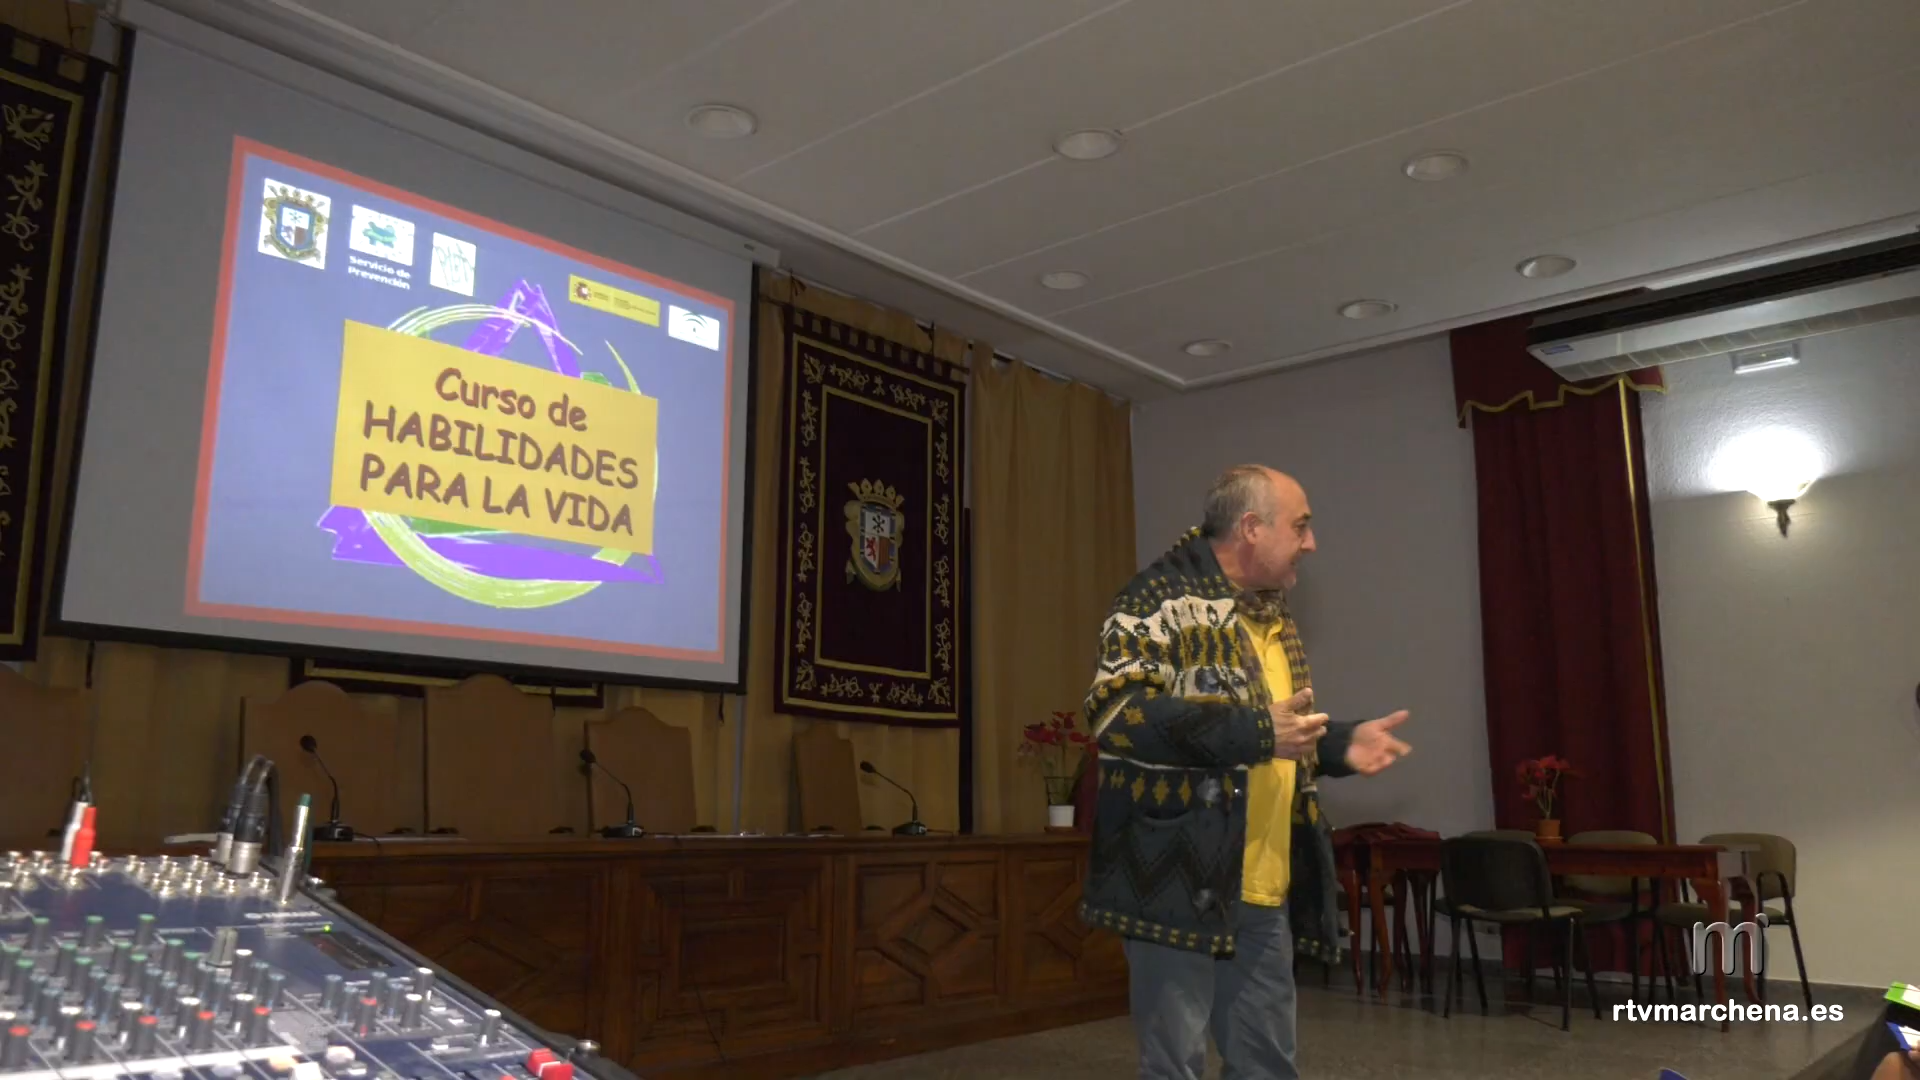 Servicio de
Prevención
Curso de
HABILIDADES
PARA LA VIDA
rtvmarchena.es